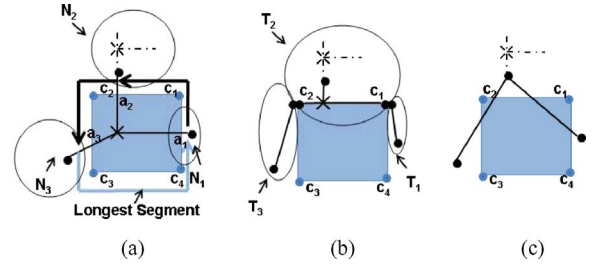 N2
c2
c1
a2
a3
a1
N3
N1
c3
c4
Longest Segment
(a)
T2
c2
c1
c3
c4
T3
T1
(b)
c2
c1
c3
c4
(c)